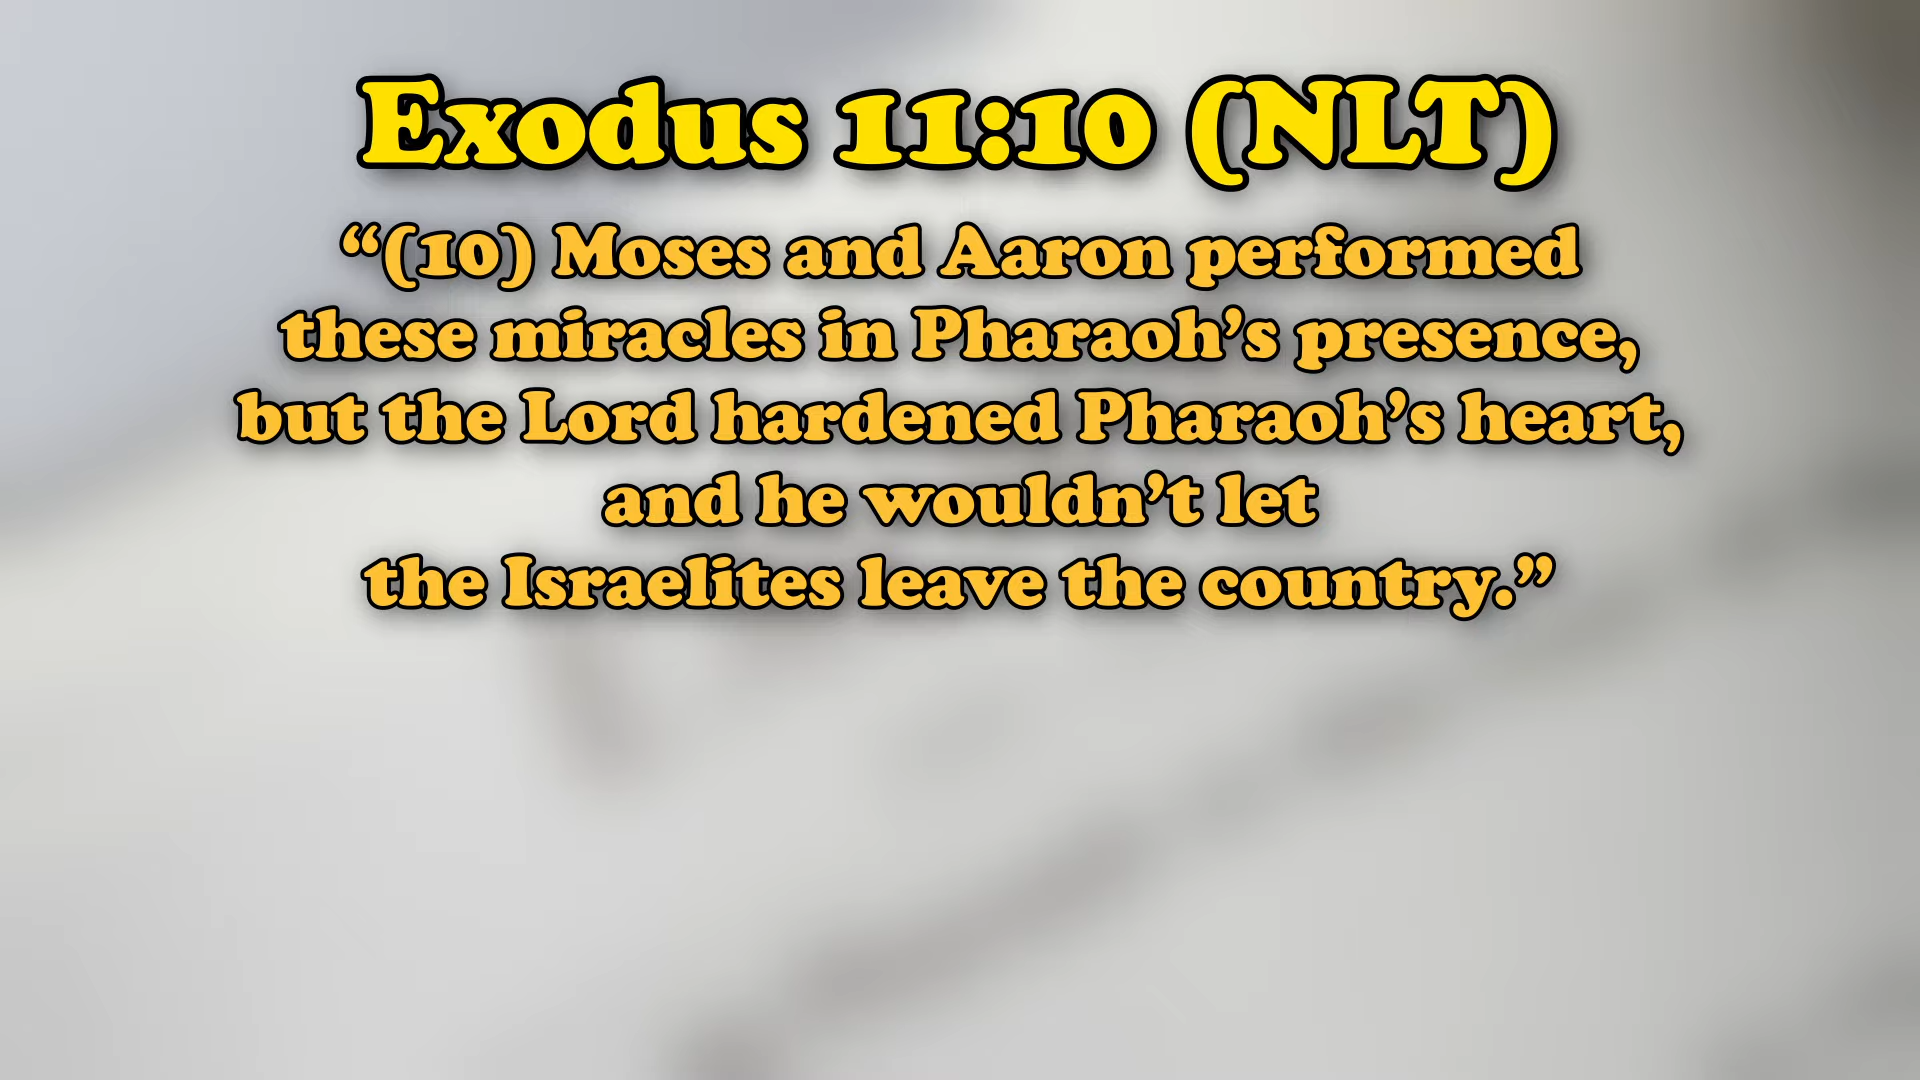 Exodus 11:10 (NLT)
“(10) Moses and Aaron performed
these miracles in Pharaoh’s presence,
but the Lord hardened Pharaoh’s heart,
and he wouldn’t let
the Israelites leave the country.”